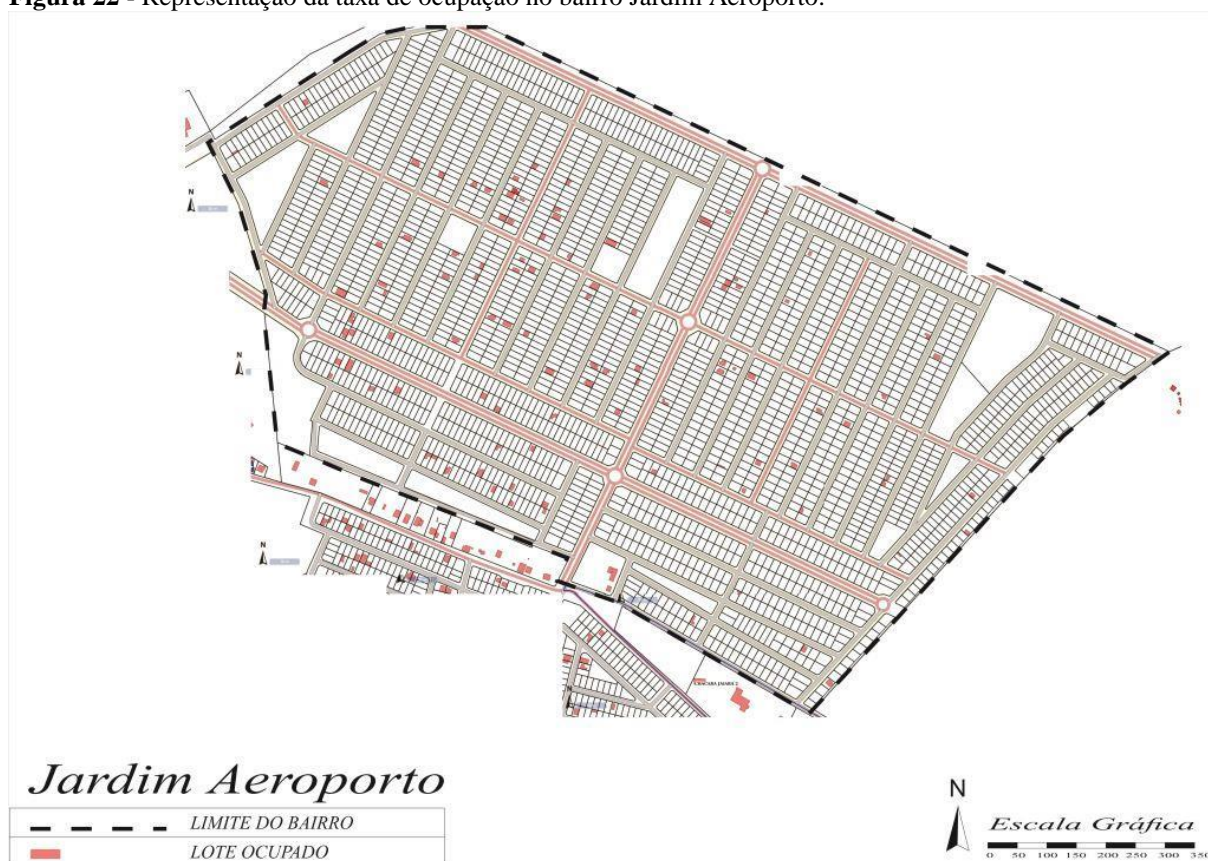 Figura 22 - Representação da taxa de ocupação no bairro Jardim Aeroporto.
N
N
N
Jardim Aeroporto
LIMITE DO BAIRRO
LOTE OCUPADO
N
Escala Gráfica
0 50 100 150 200 250 300 350